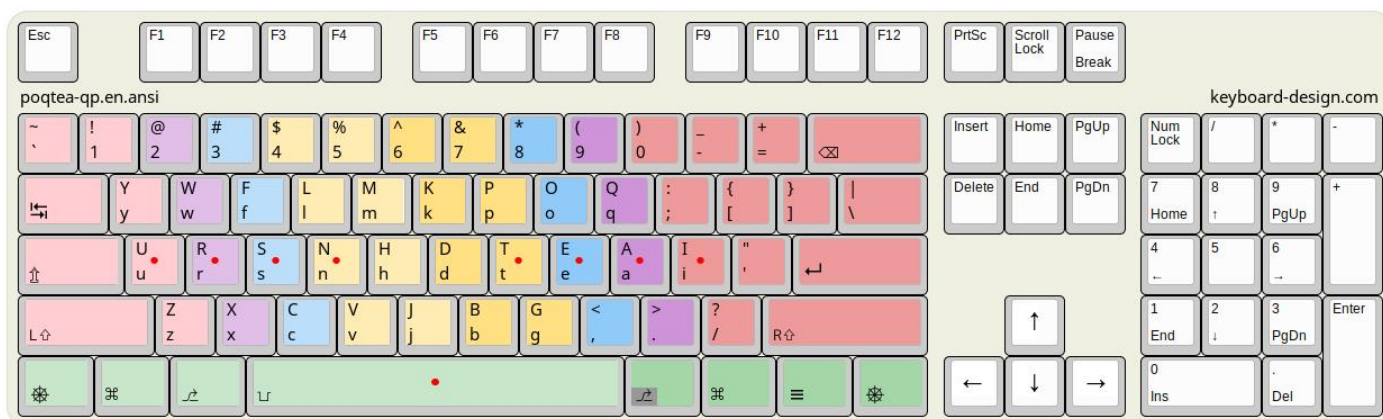 Esc F1 F2 F3 F4 F5 F6 F7 F8 F9 F10 F11 F12 PrtSc Scroll Lock Pause Break
poqtea-qp.en.ansi keyboard-design.com
~ ! @ # $ % ^ & * ( ) _ + Insert Home PgUp Num Lock / * -
` 1 2 3 4 5 6 7 8 9 0 - = ⌫
Y W F L M K P O Q : { } | Delete End PgDn 7 8 9 +
↹ y w f l m k p o q ; [ ] \ Home ↑ PgUp
U R S N H D T E A I " 4 5 6
⇫ u r s n h d t e a i ' ↵ ← →
Z X C V J B G < > ? ↑ 1 2 3 Enter
L⇧ z x c v j b g , . / R⇧ End ↓ PgDn
⎈ ⌘ ⎇ ⎵ ⎇ ⌘ ≡ ⎈ ← ↓ → 0 .
Ins Del